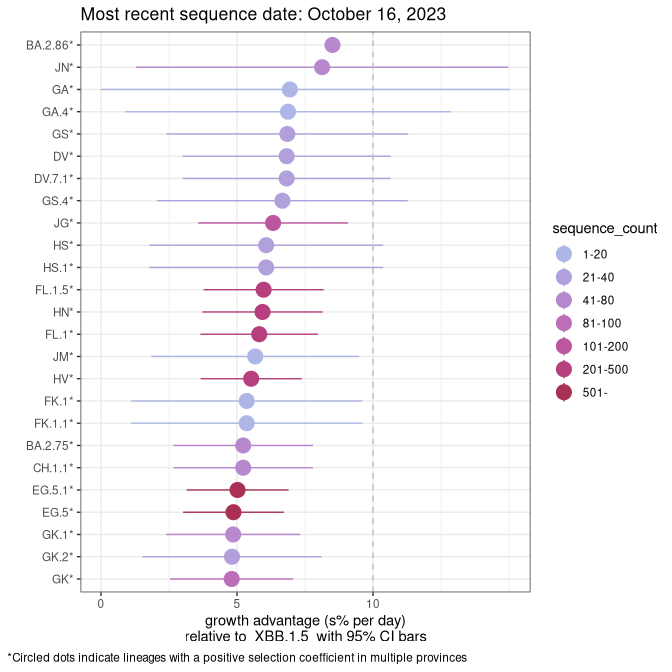 Most recent sequence date: October 16, 2023
BA.2.86*
JN*
GA*
GA.4*
GS*
DV*
DV.7.1*
GS.4*
JG*
HS*
HS.1*
FL.1.5*
HN*
FL.1*
JM*
HV*
FK.1*
FK.1.1*
BA.2.75*
CH.1.1*
EG.5.1*
EG.5*
GK.1*
GK.2*
GK*
0 5 10
growth advantage (s% per day)
relative to XBB.1.5 with 95% CI bars
sequence_count
1-20
21-40
41-80
81-100
101-200
201-500
501-
*Circled dots indicate lineages with a positive selection coefficient in multiple provinces